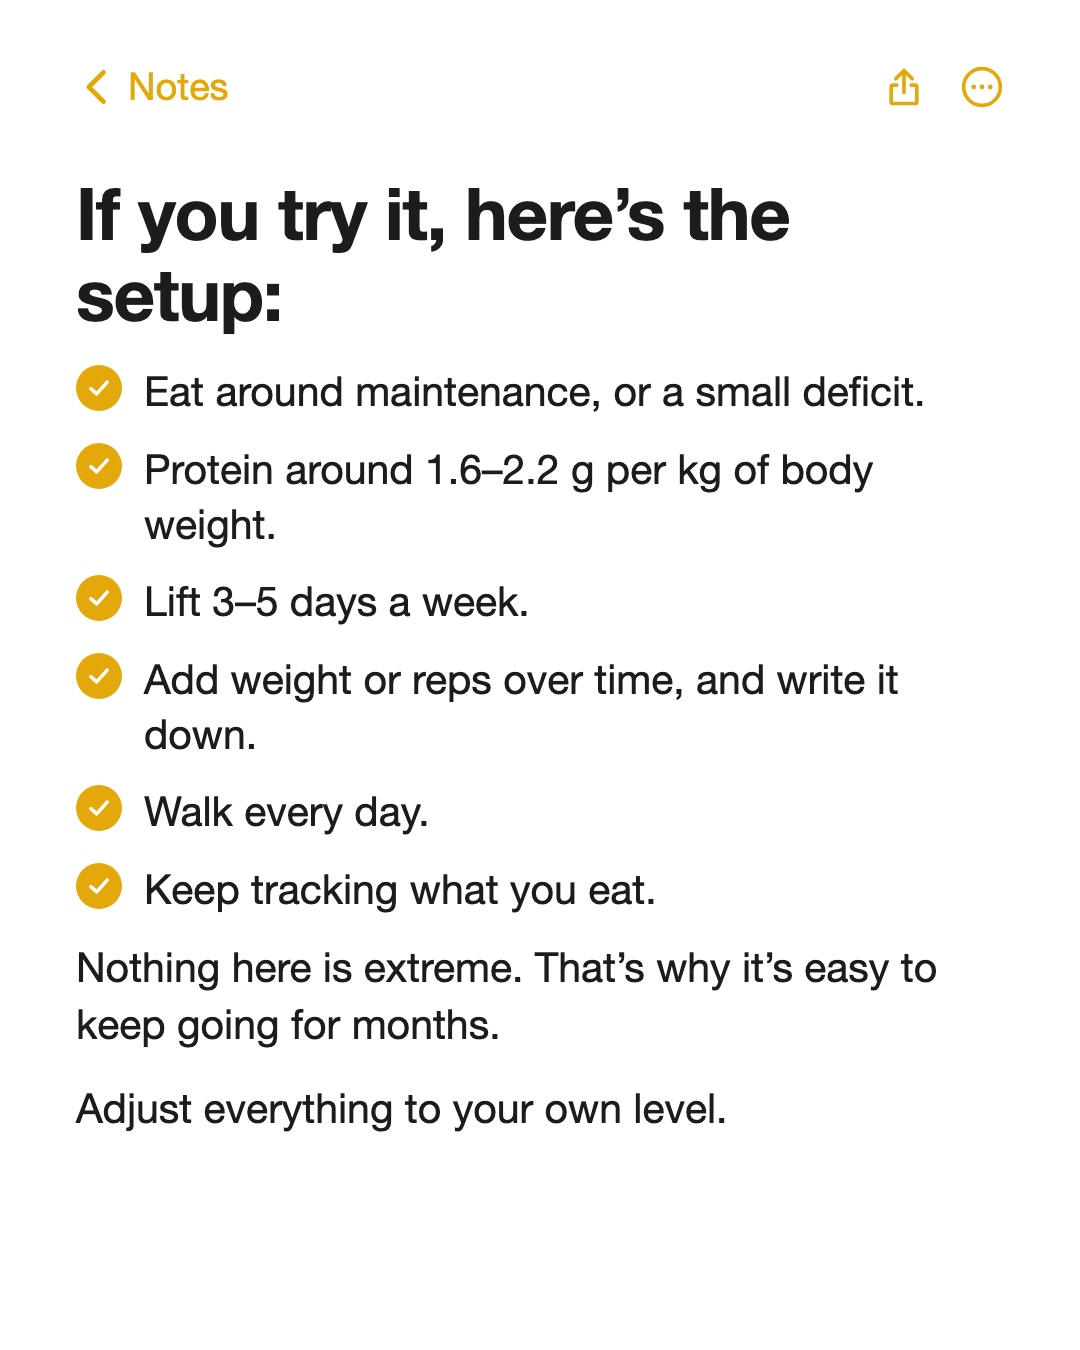 Notes
If you try it, here’s the
setup:
Eat around maintenance, or a small deficit.
Protein around 1.6–2.2 g per kg of body
weight.
Lift 3–5 days a week.
Add weight or reps over time, and write it
down.
Walk every day.
Keep tracking what you eat.
Nothing here is extreme. That’s why it’s easy to
keep going for months.
Adjust everything to your own level.